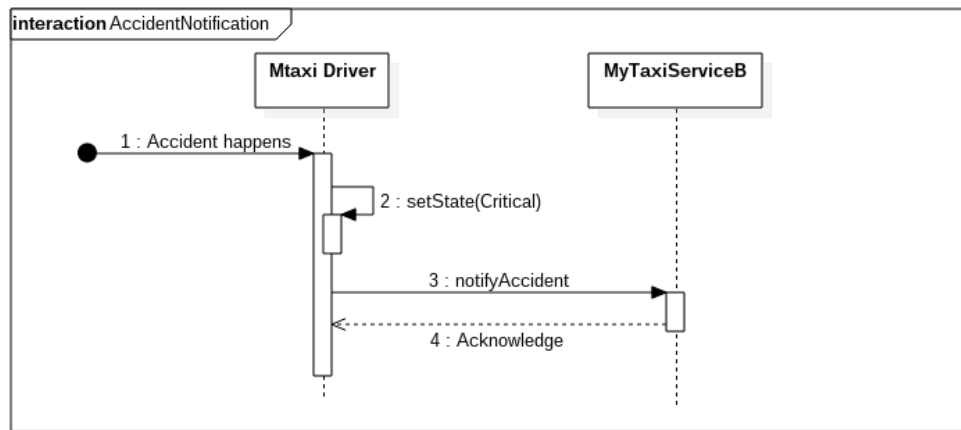 interaction AccidentNotification
Mtaxi Driver
MyTaxiServiceB
1 : Accident happens
2 : setState(Critical)
3 : notifyAccident
4 : Acknowledge